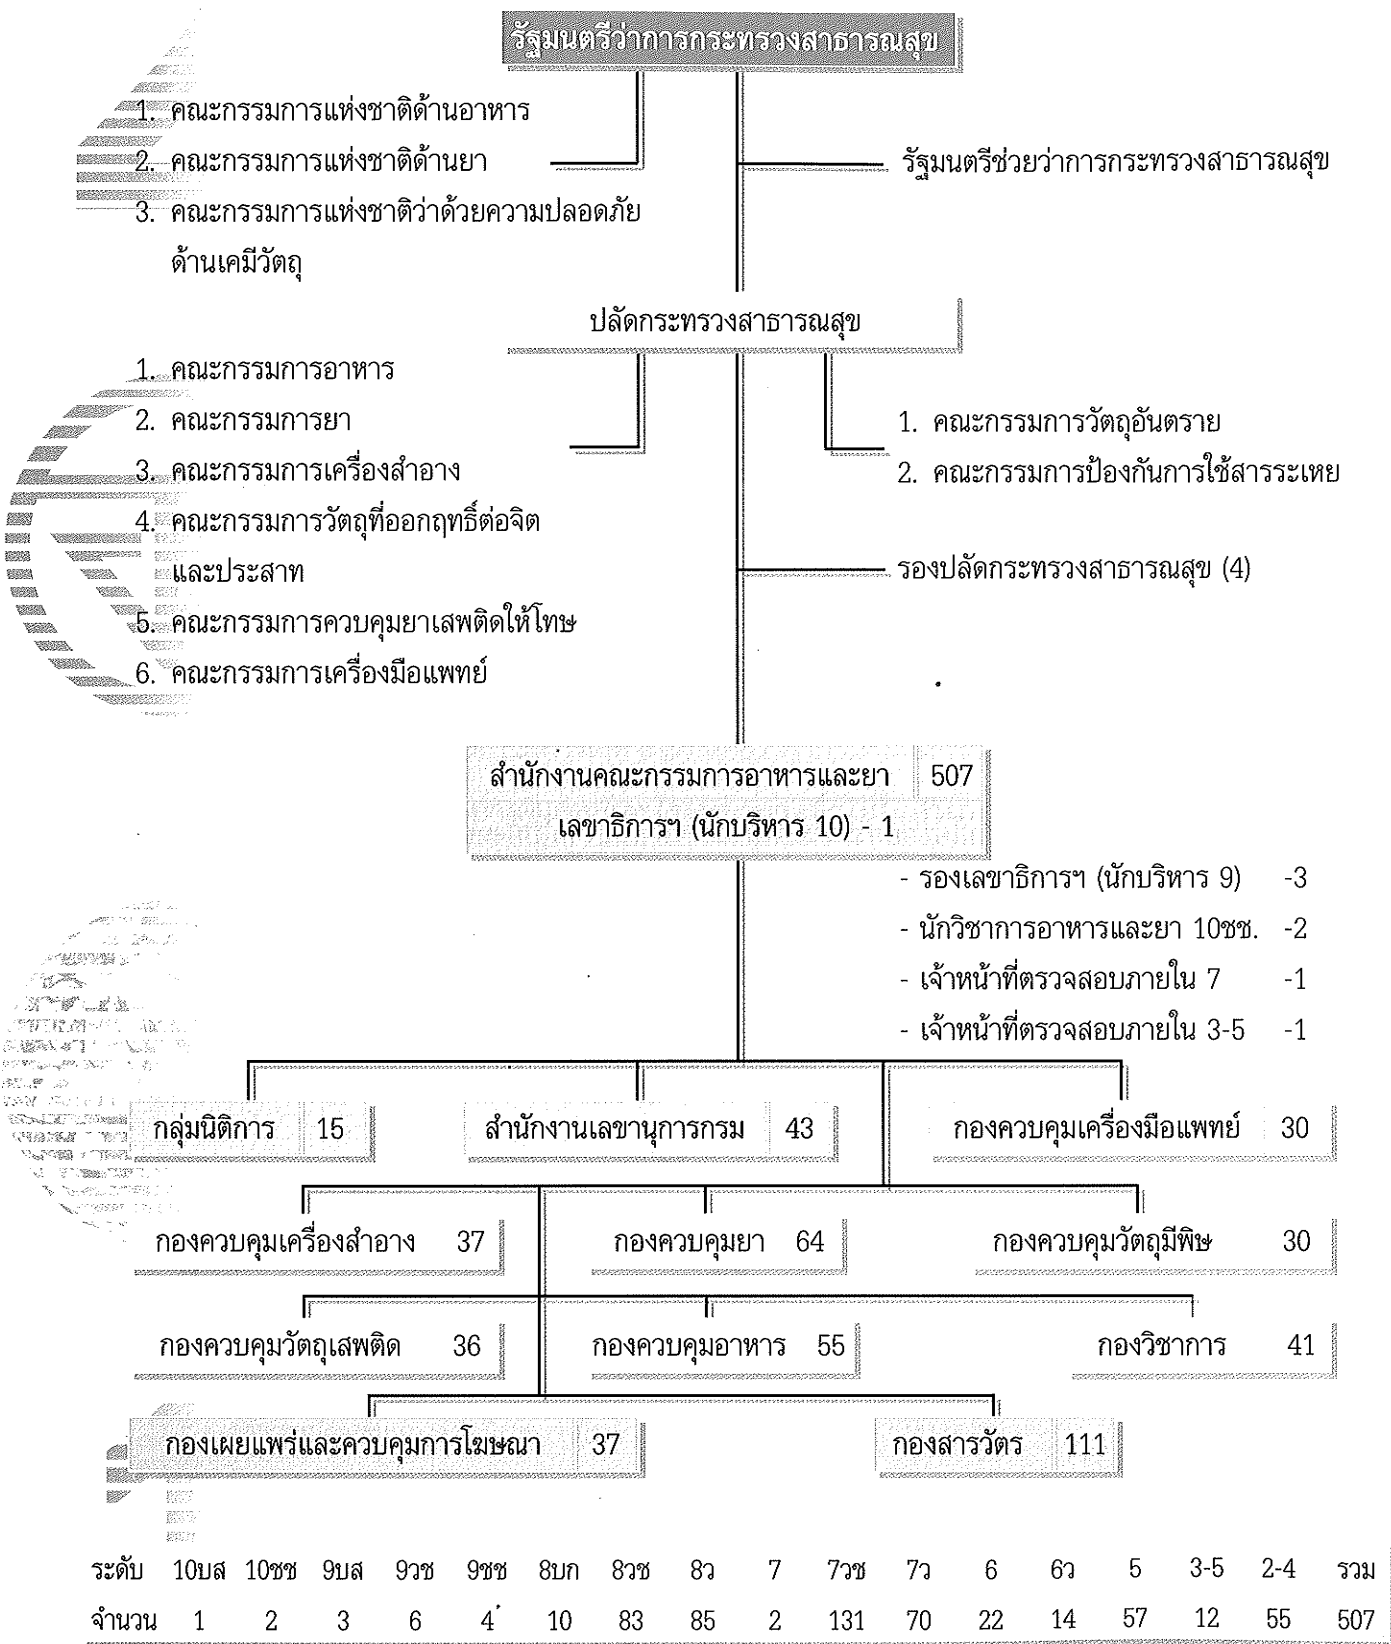 รัฐมนตรีว่าการกระทรวงสาธารณสุข
1. คณะกรรมการแห่งชาติด้านอาหาร
2. คณะกรรมการแห่งชาติด้านยา
รัฐมนตรีช่วยว่าการกระทรวงสาธารณสุข
3. คณะกรรมการแห่งชาติว่าด้วยความปลอดภัย
ด้านเคมีวัตถุ
ปลัดกระทรวงสาธารณสุข
1. คณะกรรมการอาหาร
2. คณะกรรมการยา
3. คณะกรรมการเครื่องสำอาง
4. คณะกรรมการวัตถุที่ออกฤทธิ์ต่อจิต
และประสาท
5. คณะกรรมการควบคุมยาเสพติดให้โทษ
6. คณะกรรมการเครื่องมือแพทย์
1. คณะกรรมการวัตถุอันตราย
2. คณะกรรมการป้องกันการใช้สารระเหย
รองปลัดกระทรวงสาธารณสุข (4)
สำนักงานคณะกรรมการอาหารและยา 507
เลขาธิการฯ (นักบริหาร 10) - 1
- รองเลขาธิการฯ (นักบริหาร 9) -3
- นักวิชาการอาหารและยา 10ชช. -2
- เจ้าหน้าที่ตรวจสอบภายใน 7 -1
- เจ้าหน้าที่ตรวจสอบภายใน 3-5 -1
กลุ่มนิติการ 15 สำนักงานเลขานุการกรม 43 กองควบคุมเครื่องมือแพทย์ 30
กองควบคุมเครื่องสำอาง 37 กองควบคุมยา 64 กองควบคุมวัตถุมีพิษ 30
กองควบคุมวัตถุเสพติด 36 กองควบคุมอาหาร 55 กองวิชาการ 41
กองเผยแพร่และควบคุมการโฆษณา 37 กองสารวัตร 111
ระดับ 10บส 10ชช 9บส 9วช 9ชช 8บก 8วช 8ว 7 7วช 7ว 6 6ว 5 3-5 2-4 รวม
จำนวน 1 2 3 6 4 10 83 85 2 131 70 22 14 57 12 55 507